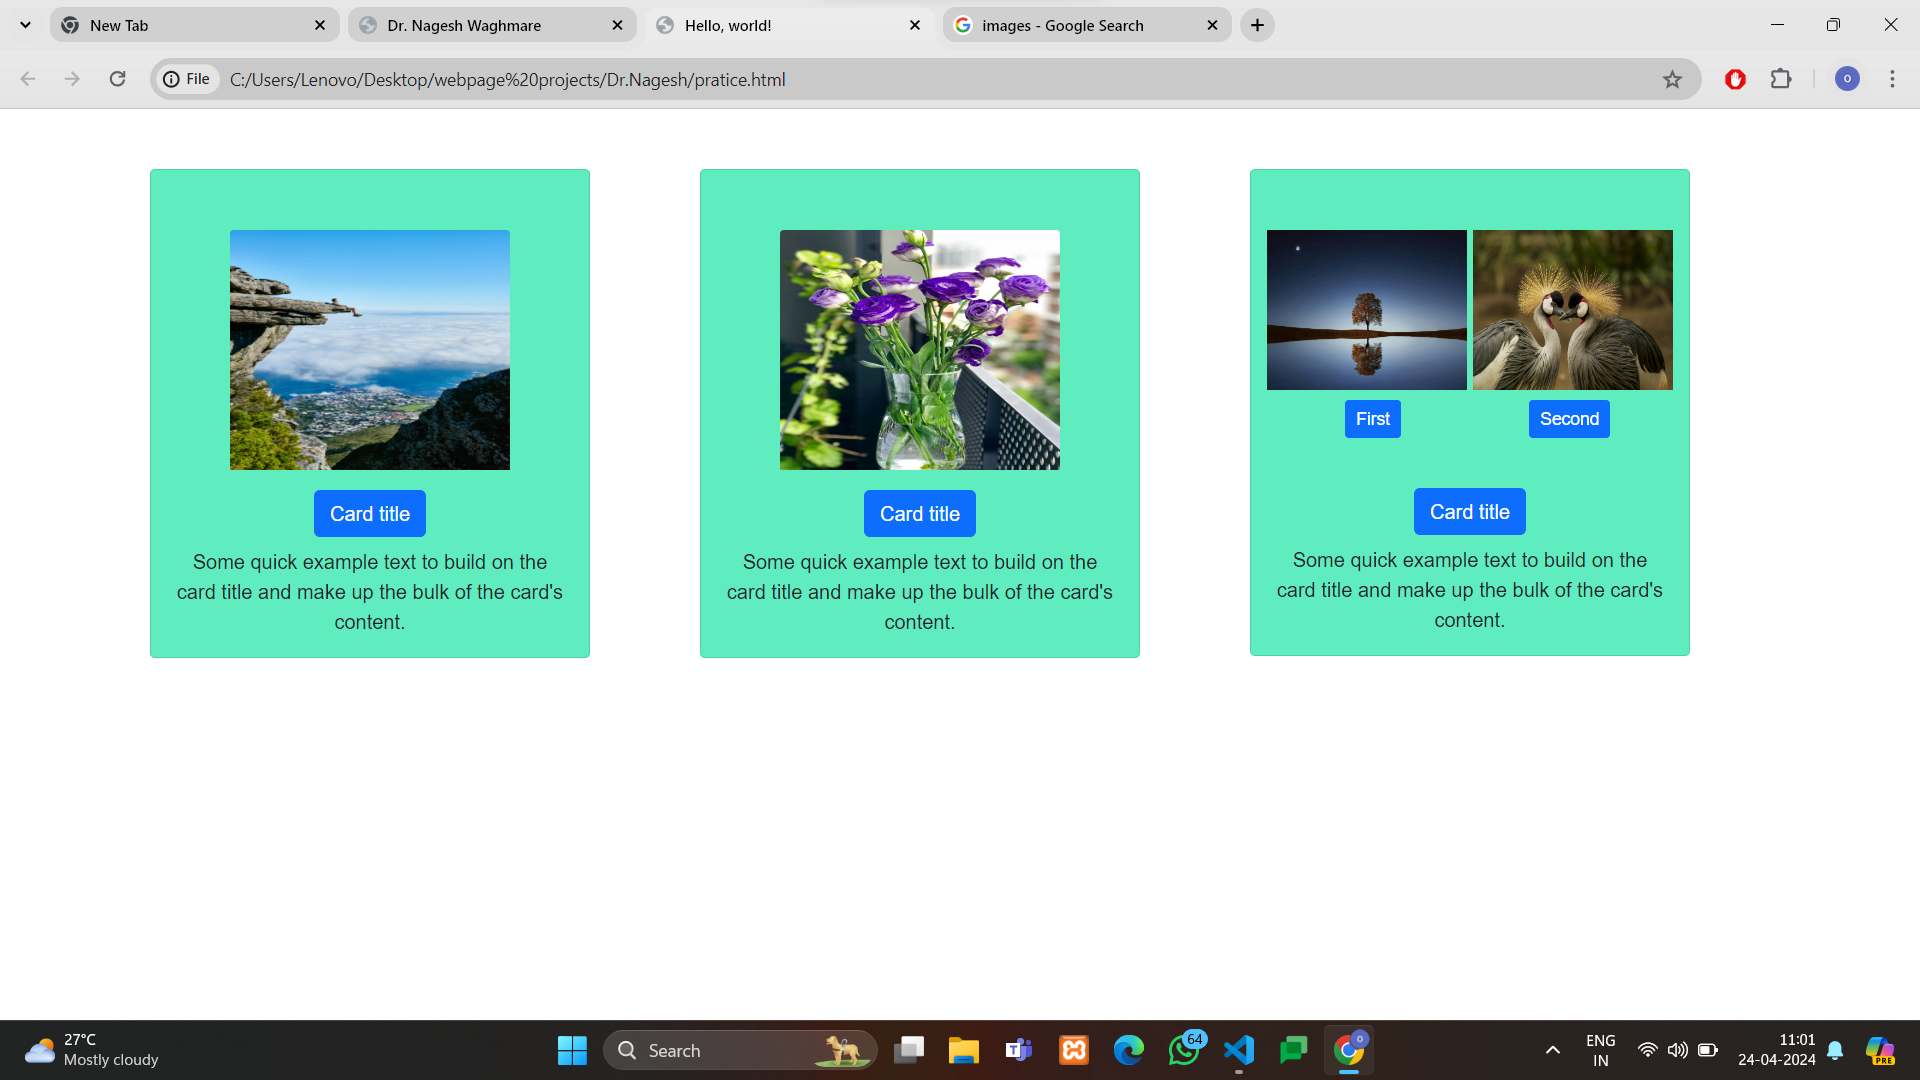 New Tab
Dr. Nagesh Waghmare
Hello, world!
images - Google Search
File
C:/Users/Lenovo/Desktop/webpage%20projects/Dr.Nagesh/pratice.html
O
Card title
Some quick example text to build on the
card title and make up the bulk of the card's
content.
Card title
Some quick example text to build on the
card title and make up the bulk of the card's
content.
First
Second
Card title
Some quick example text to build on the
card title and make up the bulk of the card's
content.
27°C
Mostly cloudy
Search
64
ENG
IN
11:01
24-04-2024
PRE